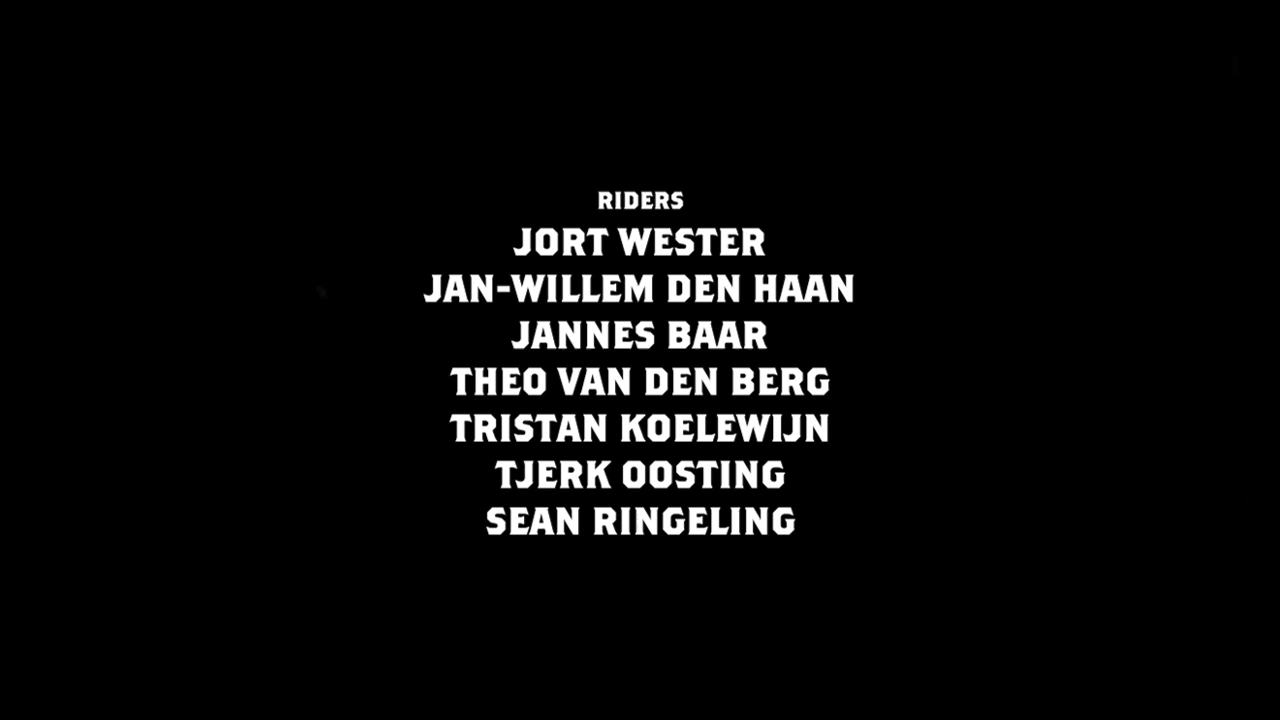 RIDERS
JORT WESTER
JAN-WILLEM DEN HAAN
JANNES BAAR
THEO VAN DEN BERG
TRISTAN KOELEWIJN
TJERK OOSTING
SEAN RINGELING